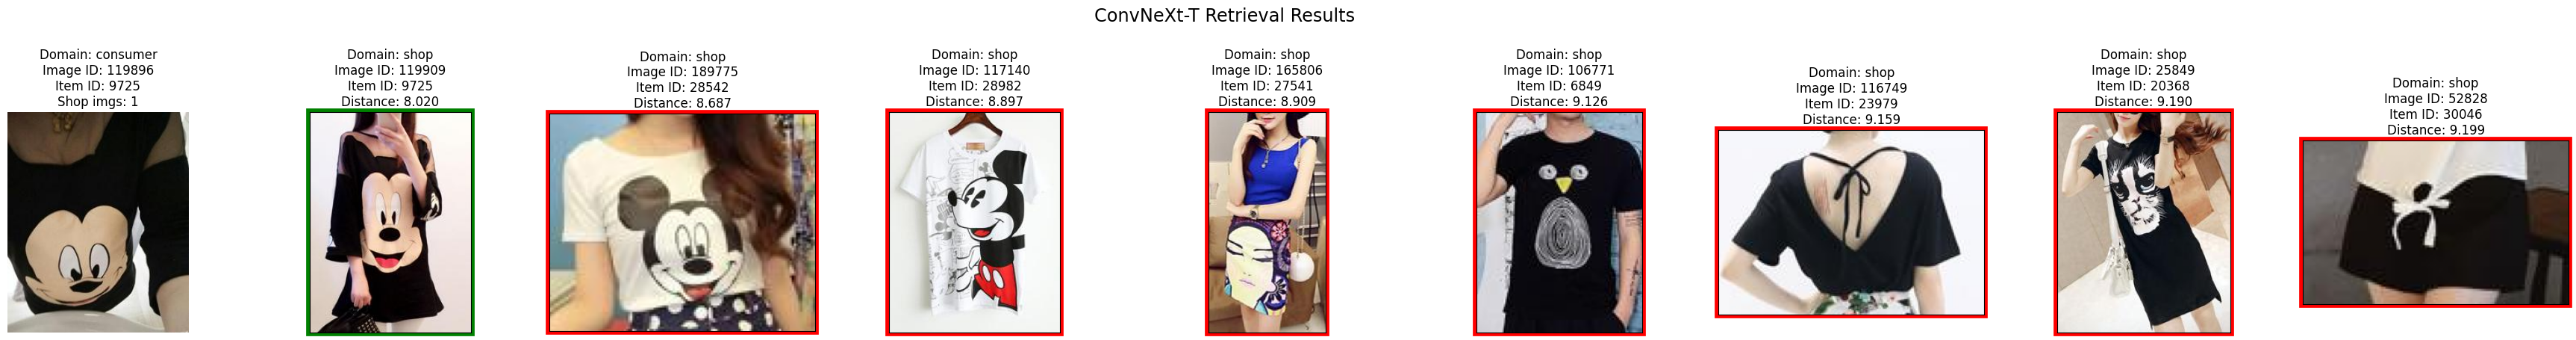 ConvNeXt-T Retrieval Results
Domain: consumer
Image ID: 119896
Item ID: 9725
Shop imgs: 1
Domain: shop
Image ID: 119909
Item ID: 9725
Distance: 8.020
Domain: shop
Image ID: 189775
Item ID: 28542
Distance: 8.687
Domain: shop
Image ID: 117140
Item ID: 28982
Distance: 8.897
Domain: shop
Image ID: 165806
Item ID: 27541
Distance: 8.909
Domain: shop
Image ID: 106771
Item ID: 6849
Distance: 9.126
Domain: shop
Image ID: 116749
Item ID: 23979
Distance: 9.159
Domain: shop
Image ID: 25849
Item ID: 20368
Distance: 9.190
Domain: shop
Image ID: 52828
Item ID: 30046
Distance: 9.199